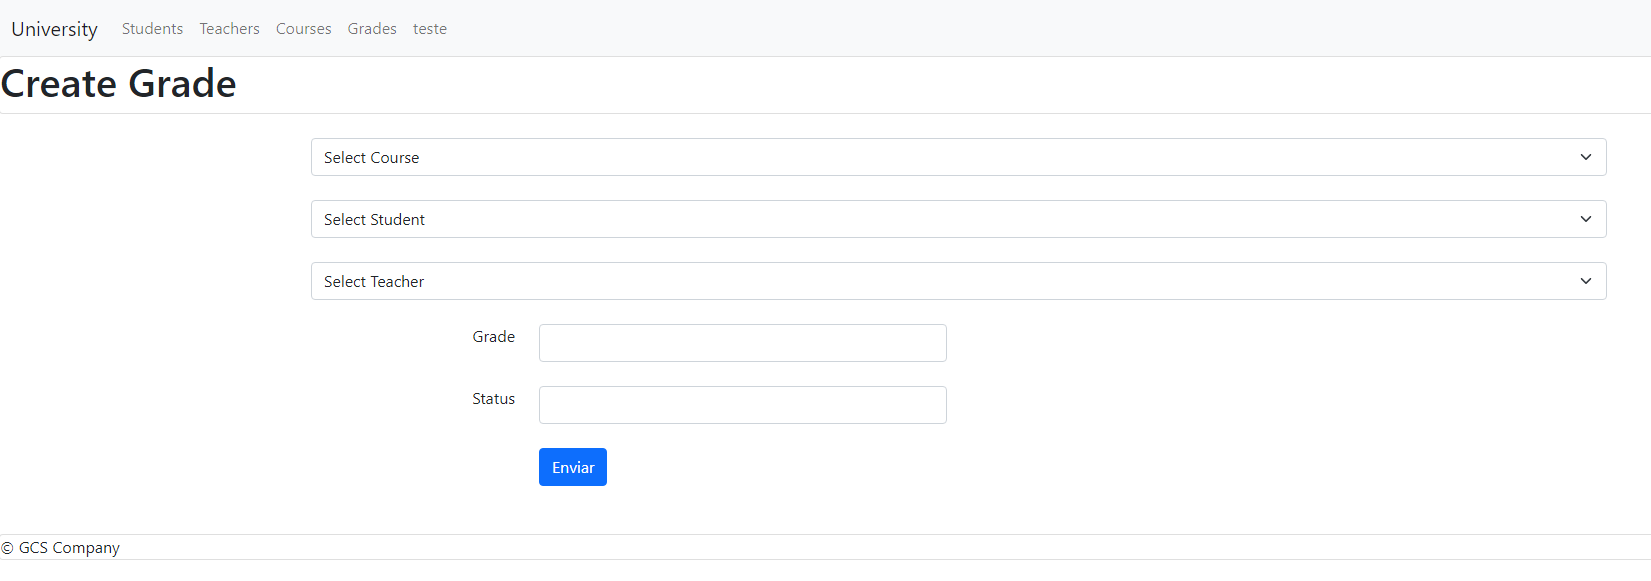 University Students Teachers Courses Grades teste
Create Grade
Select Course
Select Student
Select Teacher
Grade
Status
Enviar
© GCS Company